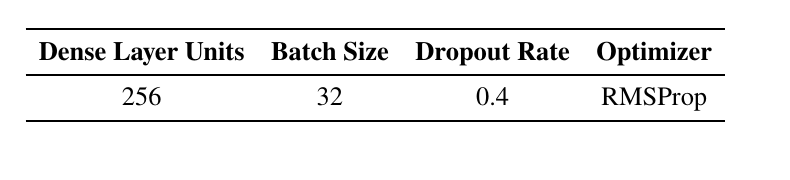 Dense Layer Units Batch Size Dropout Rate Optimizer
256 32 0.4 RMSProp